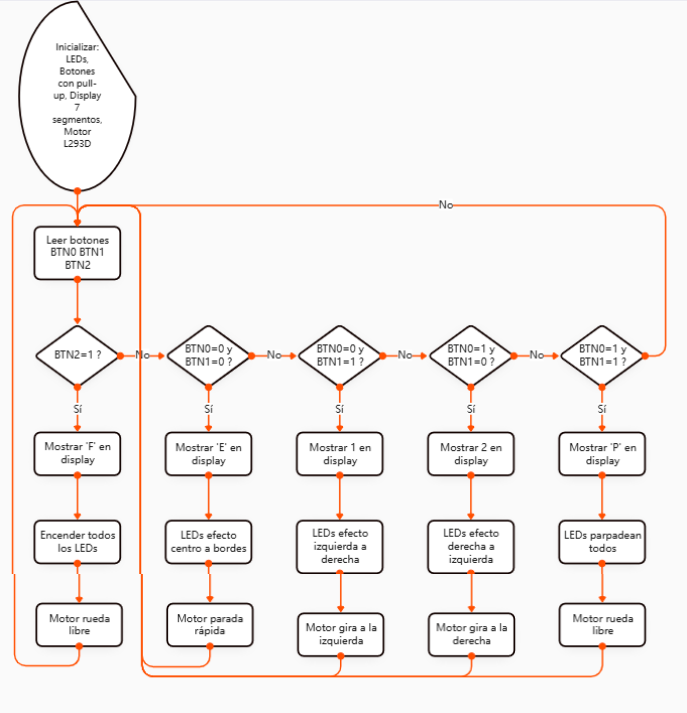 Inicializar:
LEDs,
Botones
con pull-
up, Display
7
segmentos,
Motor
L293D
No
Leer botones
BTN0 BTN1
BTN2
BTN2=1 ?
No
BTN0=0 y
BTN1=0 ?
No
BTN0=0 y
BTN1=1 ?
No
BTN0=1 y
BTN1=0 ?
No
BTN0=1 y
BTN1=1 ?
Sí
Sí
Sí
Sí
Sí
Mostrar 'F' en
display
Mostrar 'E' en
display
Mostrar 1 en
display
Mostrar 2 en
display
Mostrar 'P' en
display
Encender todos
los LEDs
LEDs efecto
centro a bordes
LEDs efecto
izquierda a
derecha
LEDs efecto
derecha a
izquierda
LEDs parpadean
todos
Motor rueda
libre
Motor parada
rápida
Motor gira a la
izquierda
Motor gira a la
derecha
Motor rueda
libre